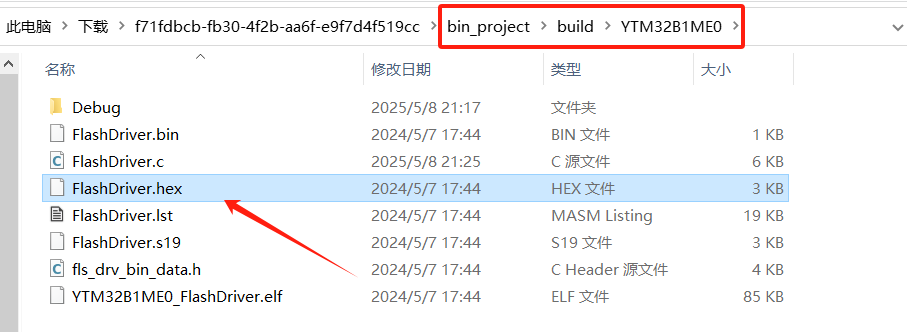 此电脑 > 下载 > f71fdbcb-fb30-4f2b-aa6f-e9f7d4f519cc > bin_project > build > YTM32B1ME0 >
名称 修改日期 类型 大小
Debug 2025/5/8 21:17 文件夹
FlashDriver.bin 2024/5/7 17:44 BIN 文件 1 KB
FlashDriver.c 2025/5/8 21:25 C 源文件 6 KB
FlashDriver.hex 2024/5/7 17:44 HEX 文件 3 KB
FlashDriver.lst 2024/5/7 17:44 MASM Listing 19 KB
FlashDriver.s19 2024/5/7 17:44 S19 文件 3 KB
fls_drv_bin_data.h 2024/5/7 17:44 C Header 源文件 4 KB
YTM32B1ME0_FlashDriver.elf 2024/5/7 17:44 ELF 文件 85 KB